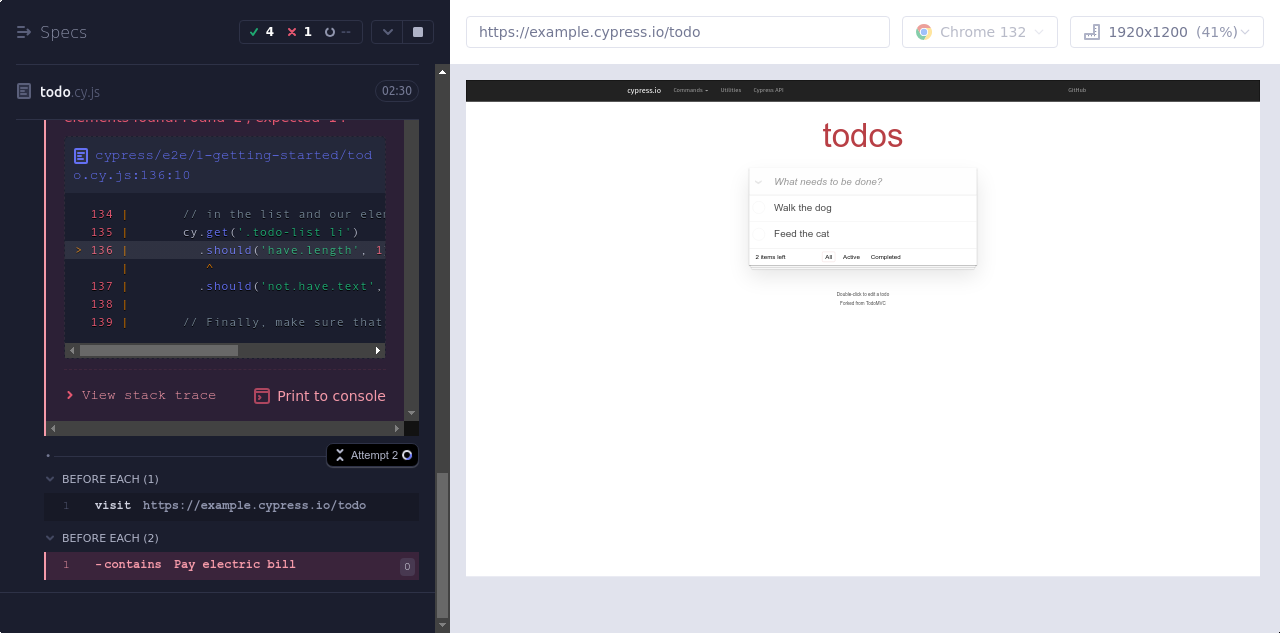 Specs
4
1
--
todo.cy.js
02:30
elements found: found 2, expected 1.
cypress/e2e/1-getting-started/tod
o.cy.js:136:10
134 | // in the list and our elem
135 | cy.get('.todo-list li')
> 136 | .should('have.length', 1
| ^
137 | .should('not.have.text',
138 |
139 | // Finally, make sure that
View stack trace
Print to console
Attempt 2
BEFORE EACH (1)
1 visit https://example.cypress.io/todo
BEFORE EACH (2)
1 -contains Pay electric bill 0
https://example.cypress.io/todo
Chrome 132
1920x1200 (41%)
cypress.io Commands Utilities Cypress API GitHub
todos
What needs to be done?
Walk the dog
Feed the cat
2 items left All Active Completed
Double-click to edit a todo
Forked from TodoMVC